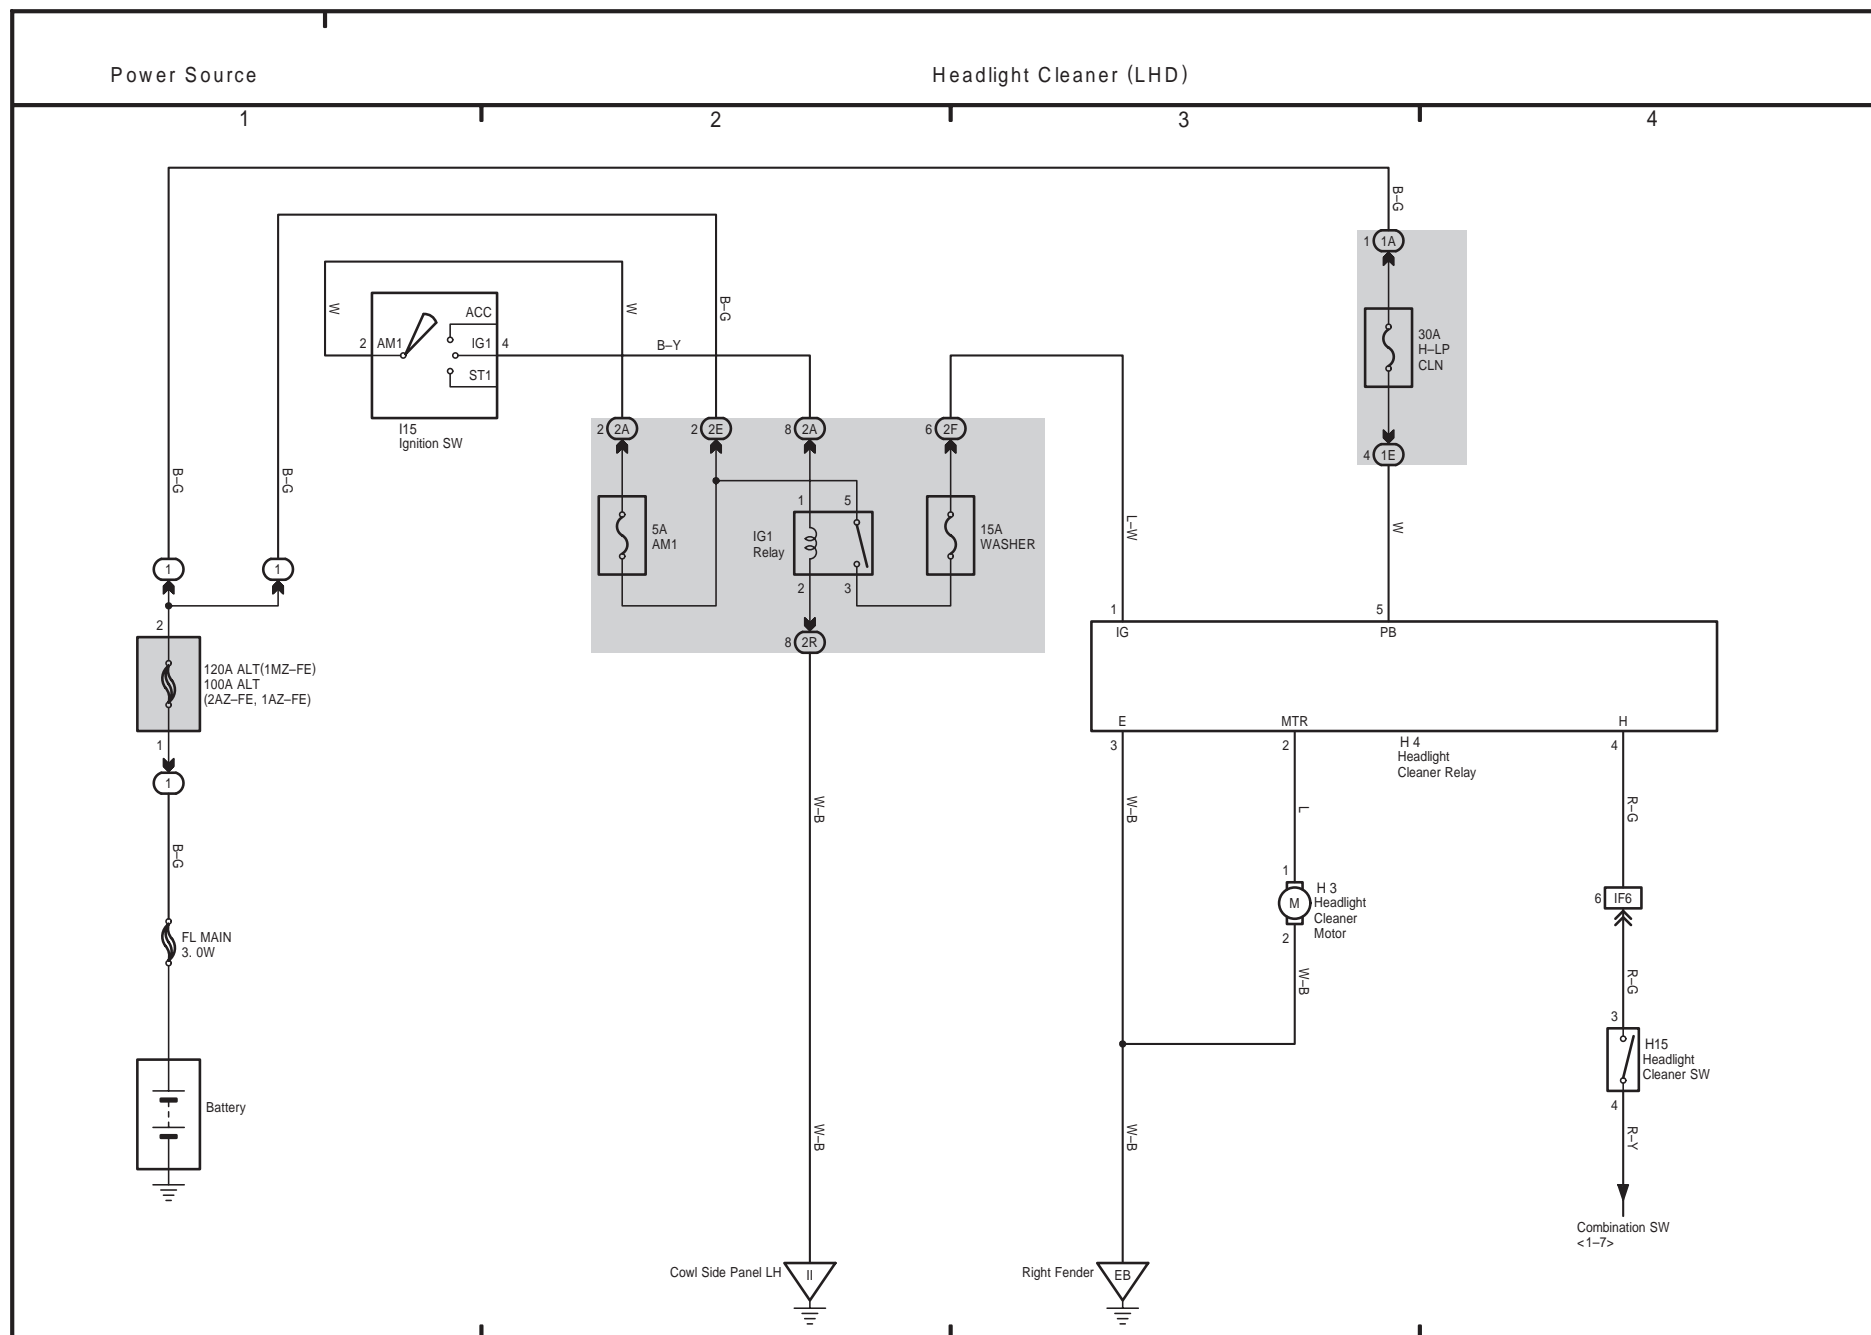 Power Source
Headlight Cleaner (LHD)
1
2
3
4
B–G
1 1A
30A
H–LP
CLN
4 1E
W
W
B–G
ACC
2 AM1
IG1 4
ST1
I15
Ignition SW
B–Y
W
B–G
B–G
1
1
2
120A ALT(1MZ–FE)
100A ALT
(2AZ–FE, 1AZ–FE)
1
1
B–G
FL MAIN
3. 0W
Battery
2 2A
2 2E
8 2A
6 2F
5A
AM1
IG1
Relay
1
5
2
3
15A
WASHER
8 2R
L–W
W
1
IG
5
PB
E
MTR
H
3
2
4
H 4
Headlight
Cleaner Relay
W–B
W–B
L
R–G
1
M
2
H 3
Headlight
Cleaner
Motor
6 IF6
W–B
R–G
3
H15
Headlight
Cleaner SW
4
W–B
W–B
R–Y
Combination SW
<1–7>
Cowl Side Panel LH
II
Right Fender
EB